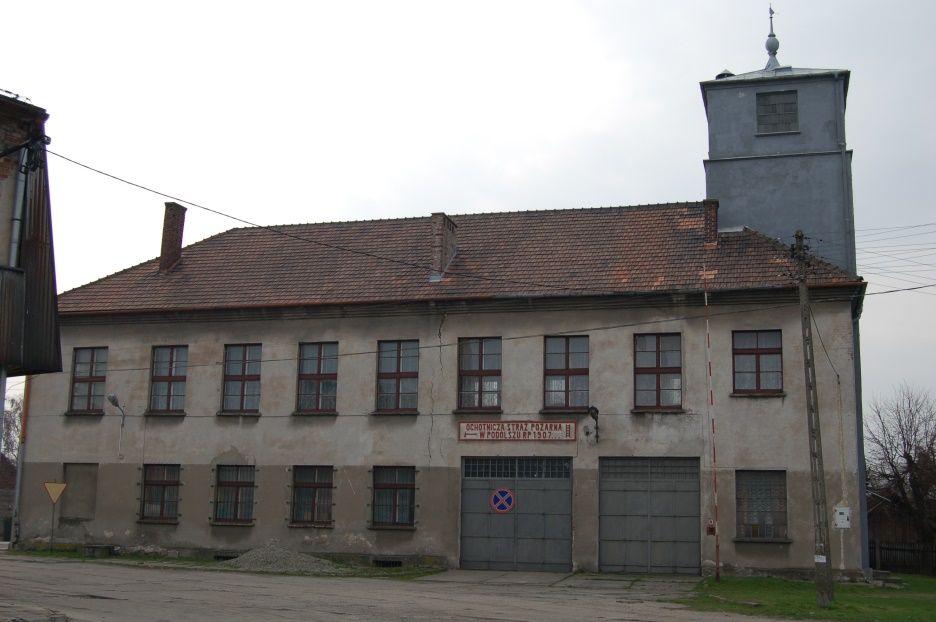 OCHOTNICZA STRAŻ POŻARNA
W PODOLSZU RP 1907...